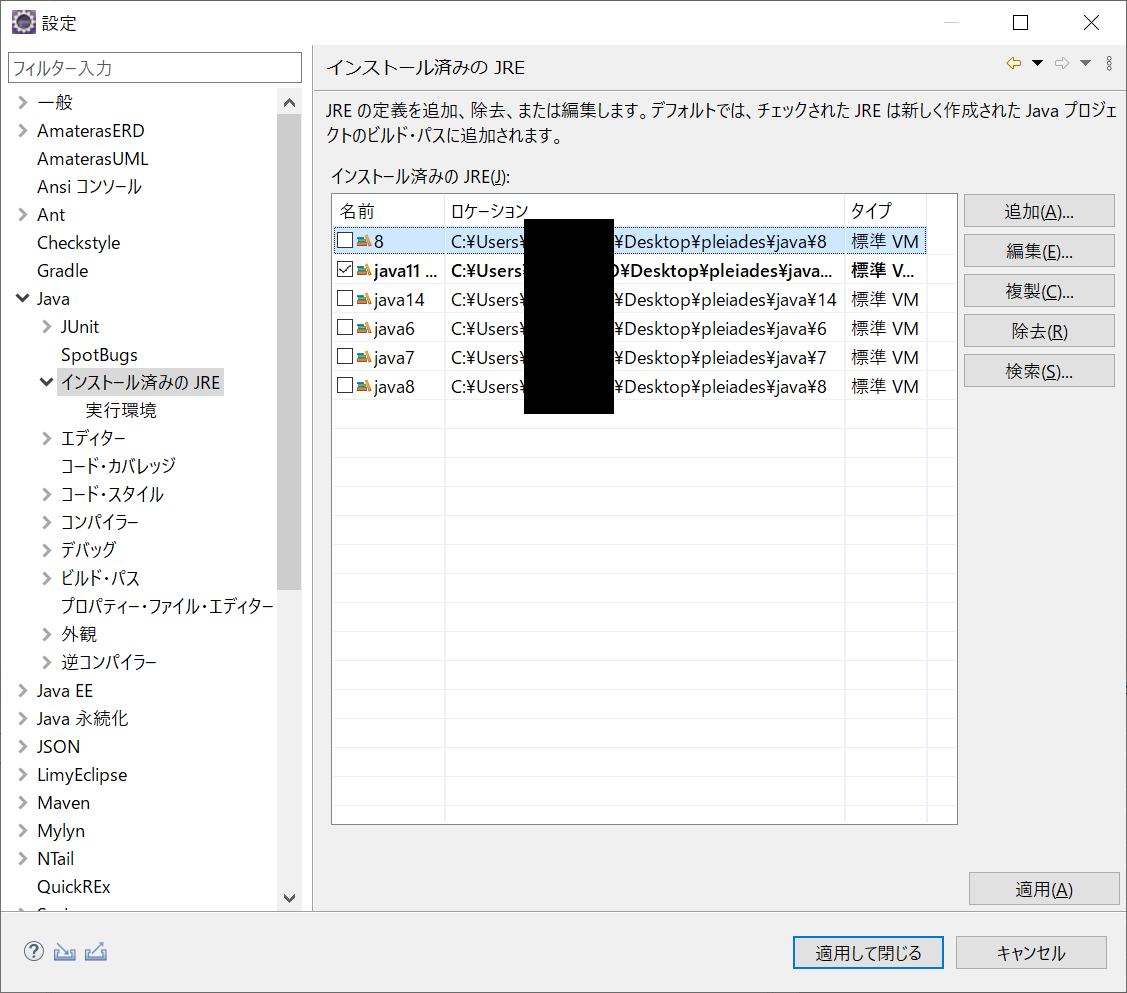 設定
フィルター入力
一般
AmaterasERD
AmaterasUML
Ansi コンソール
Ant
Checkstyle
Gradle
Java
JUnit
SpotBugs
インストール済みの JRE
実行環境
エディター
コード・カバレッジ
コード・スタイル
コンパイラー
デバッグ
ビルド・パス
プロパティー・ファイル・エディター
外観
逆コンパイラー
Java EE
Java 永続化
JSON
LimyEclipse
Maven
Mylyn
NTail
QuickREx
インストール済みの JRE
JRE の定義を追加、除去、または編集します。デフォルトでは、チェックされた JRE は新しく作成された Java プロジェ
クトのビルド・パスに追加されます。
インストール済みの JRE(J):
名前 ロケーション タイプ
8 C:¥Users¥ ¥Desktop¥pleiades¥java¥8 標準 VM
java11 ... C:¥Users¥ ¥Desktop¥pleiades¥java... 標準 V...
java14 C:¥Users¥ ¥Desktop¥pleiades¥java¥14 標準 VM
java6 C:¥Users¥ ¥Desktop¥pleiades¥java¥6 標準 VM
java7 C:¥Users¥ ¥Desktop¥pleiades¥java¥7 標準 VM
java8 C:¥Users¥ ¥Desktop¥pleiades¥java¥8 標準 VM
追加(A)...
編集(E)...
複製(C)...
除去(R)
検索(S)...
適用(A)
適用して閉じる
キャンセル